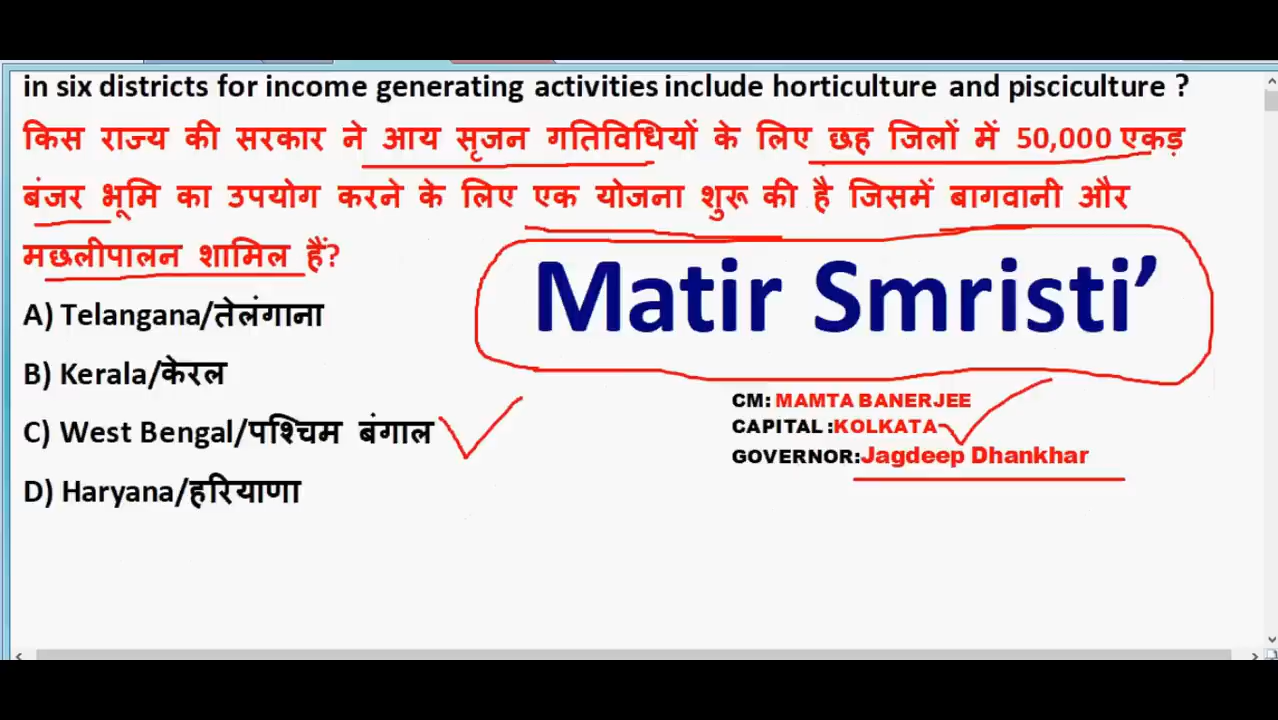 in six districts for income generating activities include horticulture and pisciculture ?
किस राज्य की सरकार ने आय सृजन गतिविधियों के लिए छह जिलों में 50,000 एकड़
बंजर भूमि का उपयोग करने के लिए एक योजना शुरू की है जिसमें बागवानी और
मछलीपालन शामिल हैं?
Matir Smristi’
A) Telangana/तेलंगाना
B) Kerala/केरल
C) West Bengal/पश्चिम बंगाल
D) Haryana/हरियाणा
CM: MAMTA BANERJEE
CAPITAL :KOLKATA
GOVERNOR:Jagdeep Dhankhar